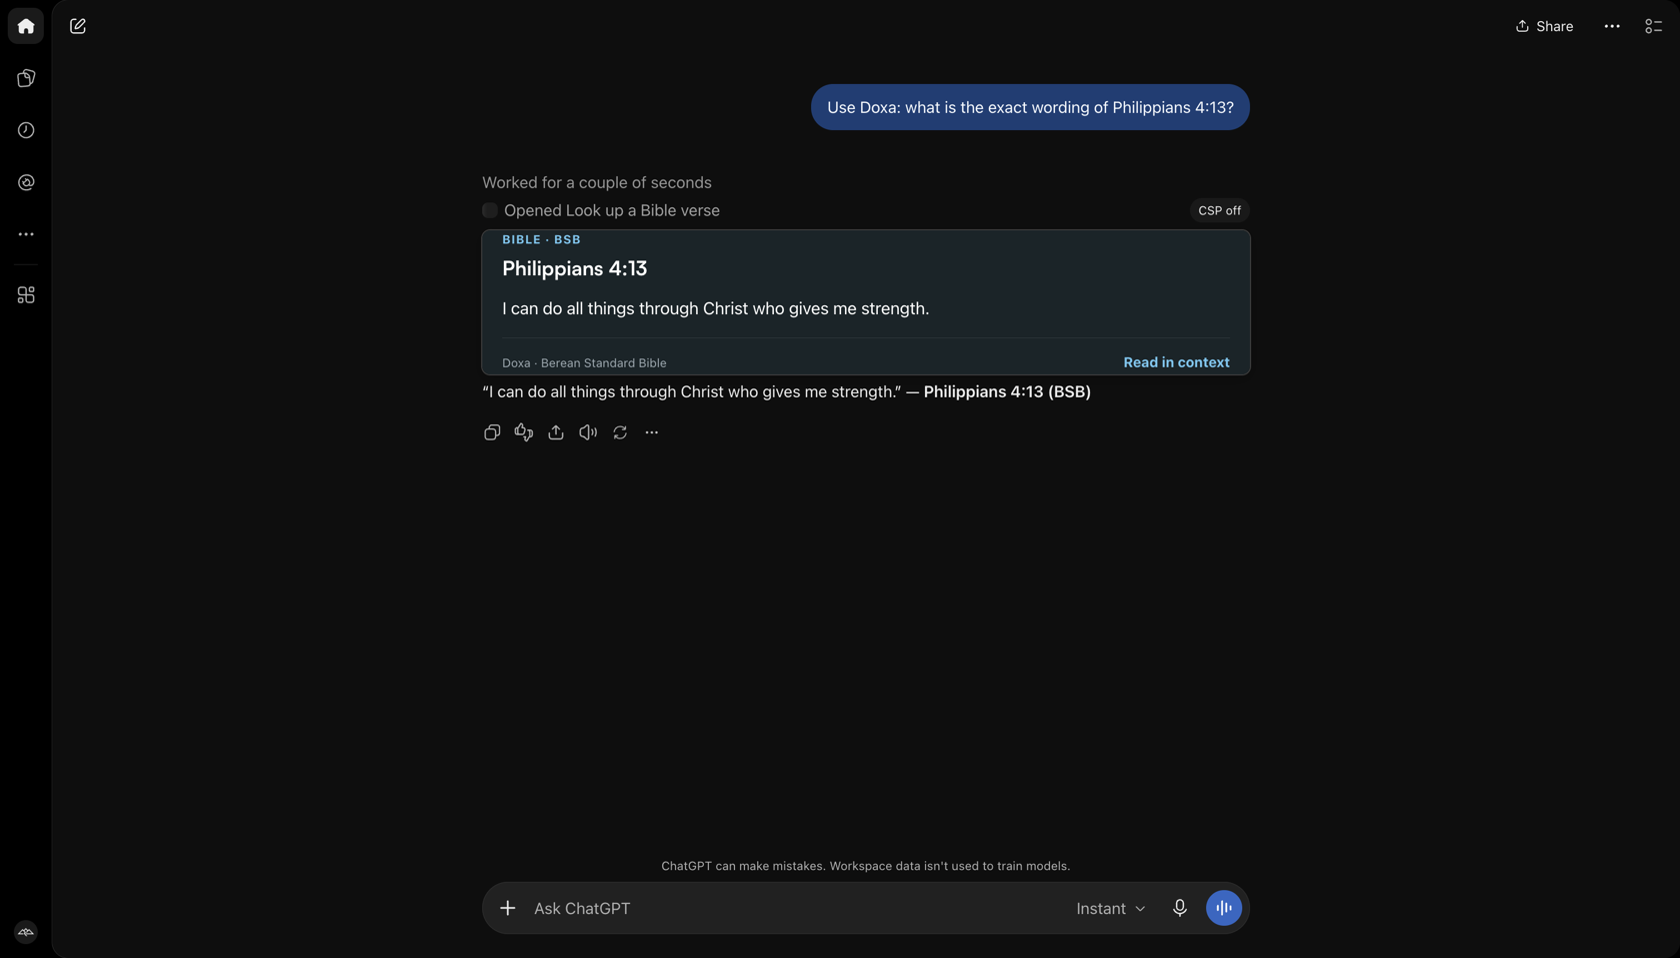 Share
Use Doxa: what is the exact wording of Philippians 4:13?
Worked for a couple of seconds
Opened Look up a Bible verse
CSP off
BIBLE · BSB
Philippians 4:13
I can do all things through Christ who gives me strength.
Doxa · Berean Standard Bible
Read in context
“I can do all things through Christ who gives me strength.” — Philippians 4:13 (BSB)
ChatGPT can make mistakes. Workspace data isn't used to train models.
Ask ChatGPT
Instant